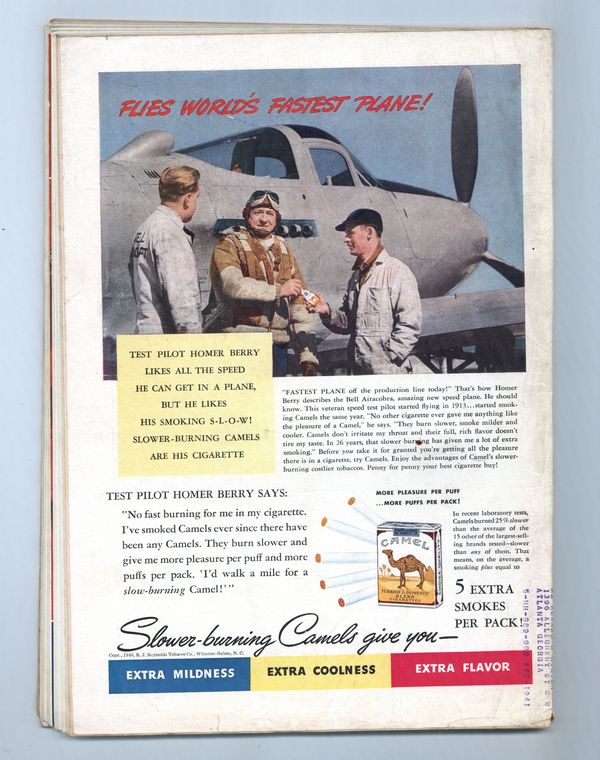 FLIES WORLD'S FASTEST PLANE!
TEST PILOT HOMER BERRY
LIKES ALL THE SPEED
HE CAN GET IN A PLANE,
BUT HE LIKES
HIS SMOKING S-L-O-W!
SLOWER-BURNING CAMELS
ARE HIS CIGARETTE
"FASTEST PLANE off the production line today!" That's how Homer
Berry describes the Bell Airacobra, amazing new speed plane. He should
know. This veteran speed test pilot started flying in 1913...started smok-
ing Camels the same year. "No other cigarette ever gave me anything like
the pleasure of a Camel," he says. "They burn slower, smoke milder and
cooler. Camels don't irritate my throat and their full, rich flavor doesn't
tire my taste. In 26 years, that slower burning has given me a lot of extra
smoking." Before you take it for granted you're getting all the pleasure
there is in a cigarette, try Camels. Enjoy the advantages of Camel's slower-
burning costlier tobaccos. Penny for penny your best cigarette buy!
TEST PILOT HOMER BERRY SAYS:
"No fast burning for me in my cigarette.
I've smoked Camels ever since there have
been any Camels. They burn slower and
give me more pleasure per puff and more
puffs per pack. 'I'd walk a mile for a
slow-burning Camel!'"
MORE PLEASURE PER PUFF
...MORE PUFFS PER PACK!
CAMEL
TURKISH & DOMESTIC
BLEND
CIGARETTES
In recent laboratory tests,
Camels burned 25% slower
than the average of the
15 other of the largest-sell-
ing brands tested—slower
than any of them. That
means, on the average, a
smoking plus equal to
5 EXTRA
SMOKES
PER PACK!
Slower-burning Camels give you—
Copr., 1940, R. J. Reynolds Tobacco Co., Winston-Salem, N. C.
EXTRA MILDNESS
EXTRA COOLNESS
EXTRA FLAVOR
ATLANTA GEORGIA